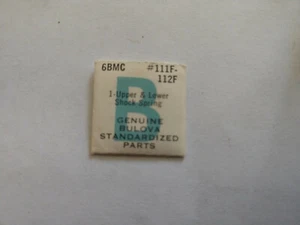 6BMC #111F-
112F
1-Upper & Lower
Shock Spring
B
GENUINE
BULOVA
STANDARDIZED
PARTS